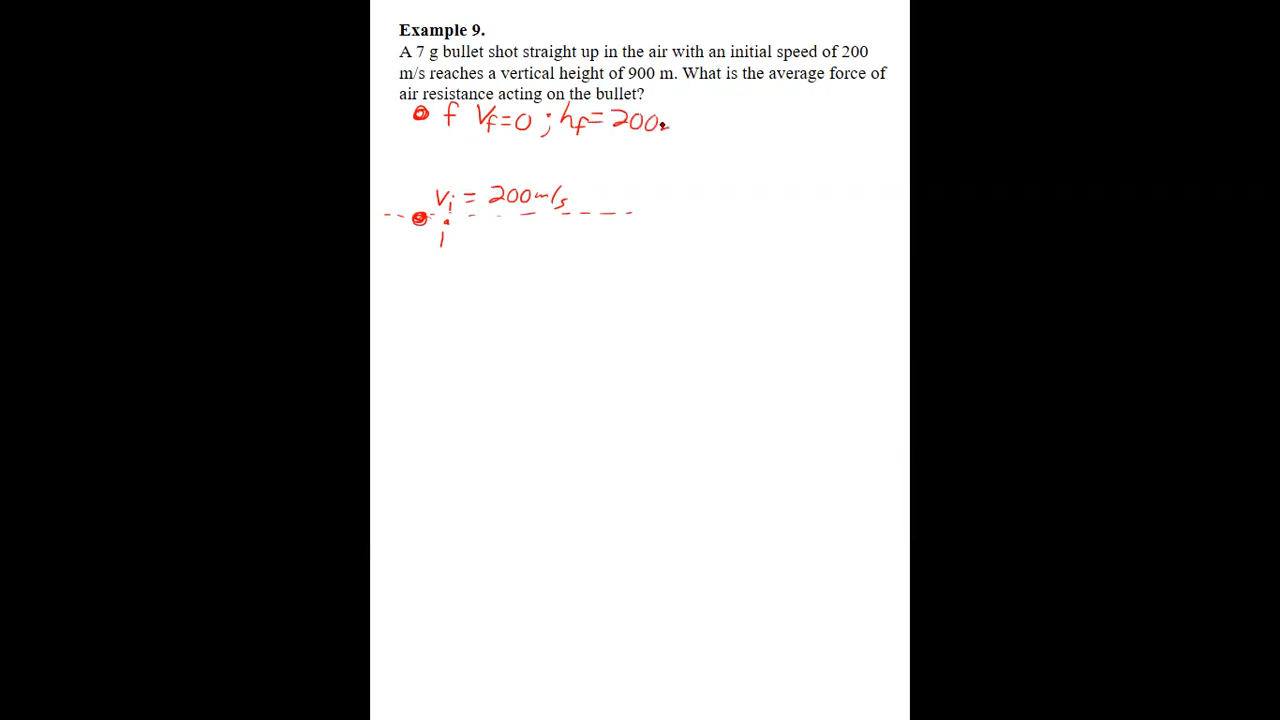 Example 9.
A 7 g bullet shot straight up in the air with an initial speed of 200
m/s reaches a vertical height of 900 m. What is the average force of
air resistance acting on the bullet?
f Vf=0 ; hf= 200
vi = 200m/s
i